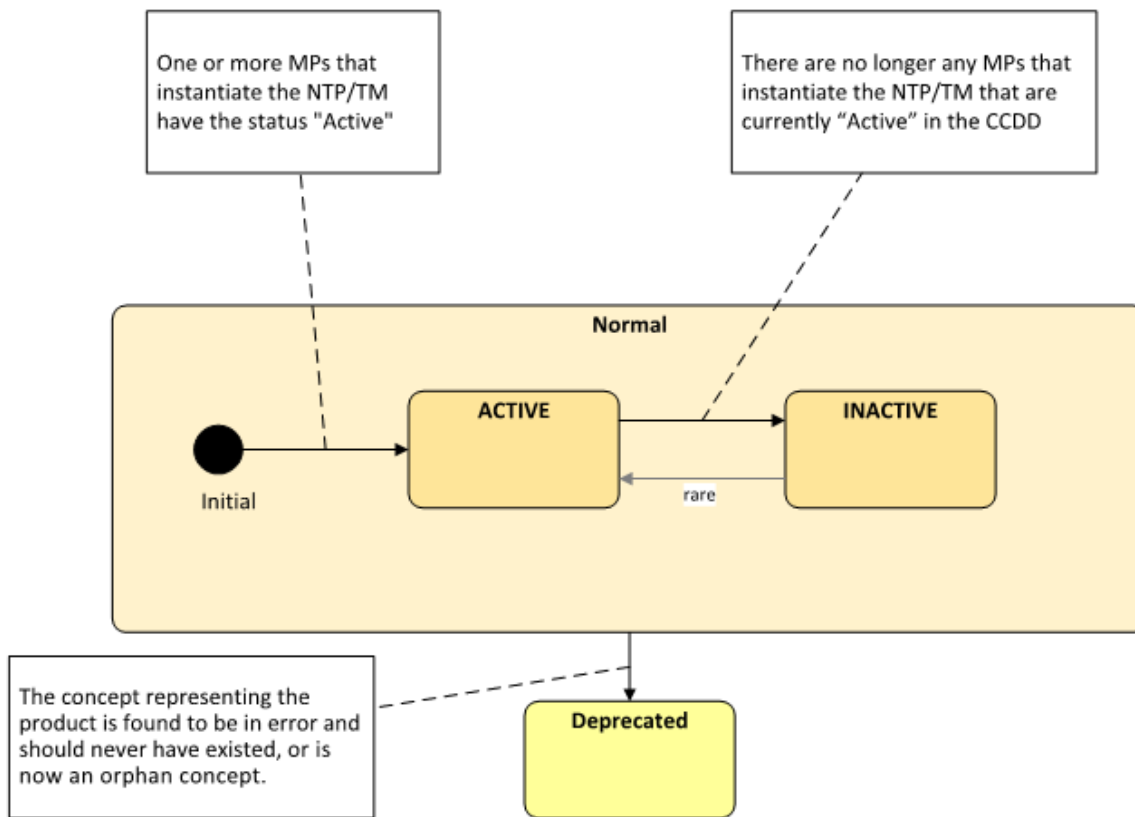 One or more MPs that
instantiate the NTP/TM
have the status "Active"
There are no longer any MPs that
instantiate the NTP/TM that are
currently “Active” in the CCDD
Normal
ACTIVE
INACTIVE
Initial
rare
The concept representing the
product is found to be in error and
should never have existed, or is
now an orphan concept.
Deprecated